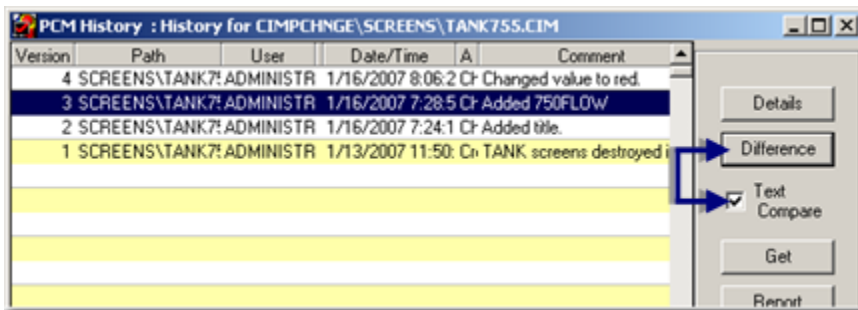 PCM History : History for CIMPCHNGE\SCREENS\TANK755.CIM
Version Path User Date/Time A Comment
4 SCREENS\TANK7! ADMINISTR 1/16/2007 8:06:2 Cł Changed value to red.
3 SCREENS\TANK7! ADMINISTR 1/16/2007 7:28:5 Cł Added 750FLOW
2 SCREENS\TANK7! ADMINISTR 1/16/2007 7:24:1 Cł Added title.
1 SCREENS\TANK7! ADMINISTR 1/13/2007 11:50: Cr TANK screens destroyed i
Details
Difference
Text
Compare
Get
Report